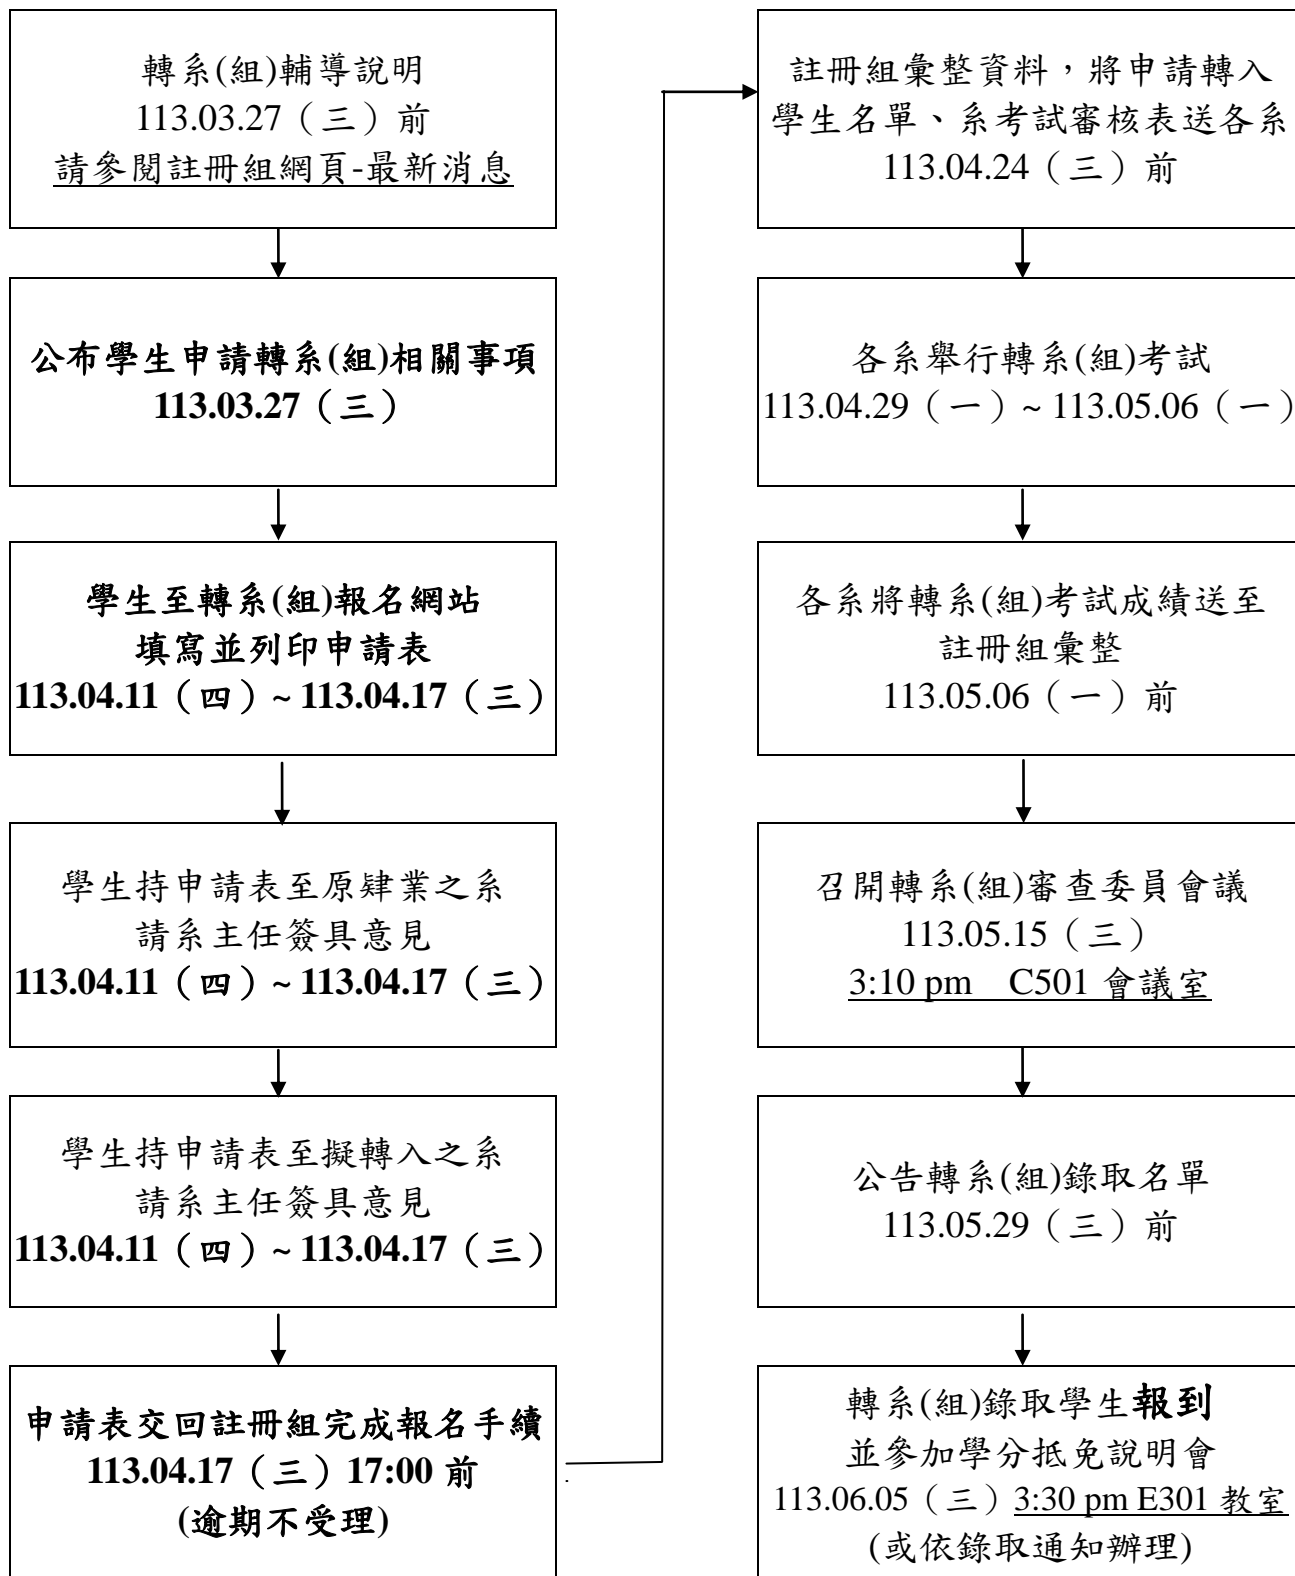 轉系(組)輔導說明
113.03.27（三）前
請參閱註冊組網頁-最新消息
公布學生申請轉系(組)相關事項
113.03.27（三）
學生至轉系(組)報名網站
填寫並列印申請表
113.04.11（四）~ 113.04.17（三）
學生持申請表至原肄業之系
請系主任簽具意見
113.04.11（四）~ 113.04.17（三）
學生持申請表至擬轉入之系
請系主任簽具意見
113.04.11（四）~ 113.04.17（三）
申請表交回註冊組完成報名手續
113.04.17（三）17:00 前
(逾期不受理)
註冊組彙整資料，將申請轉入
學生名單、系考試審核表送各系
113.04.24（三）前
各系舉行轉系(組)考試
113.04.29（一）~ 113.05.06（一）
各系將轉系(組)考試成績送至
註冊組彙整
113.05.06（一）前
召開轉系(組)審查委員會議
113.05.15（三）
3:10 pm　C501 會議室
公告轉系(組)錄取名單
113.05.29（三）前
轉系(組)錄取學生報到
並參加學分抵免說明會
113.06.05（三）3:30 pm E301 教室
(或依錄取通知辦理)